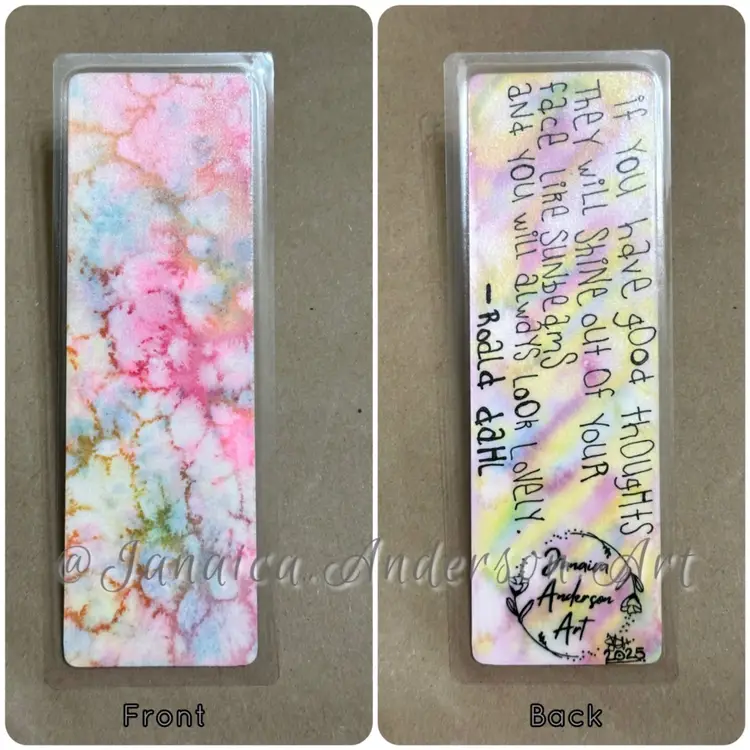 if you have good thoughts
They will shine out of your
face like sunbeams
and you will always look lovely.
— Roald dahl
Janaica
Anderson
Art
2025
@Janaica.Anderson.Art
Front
Back